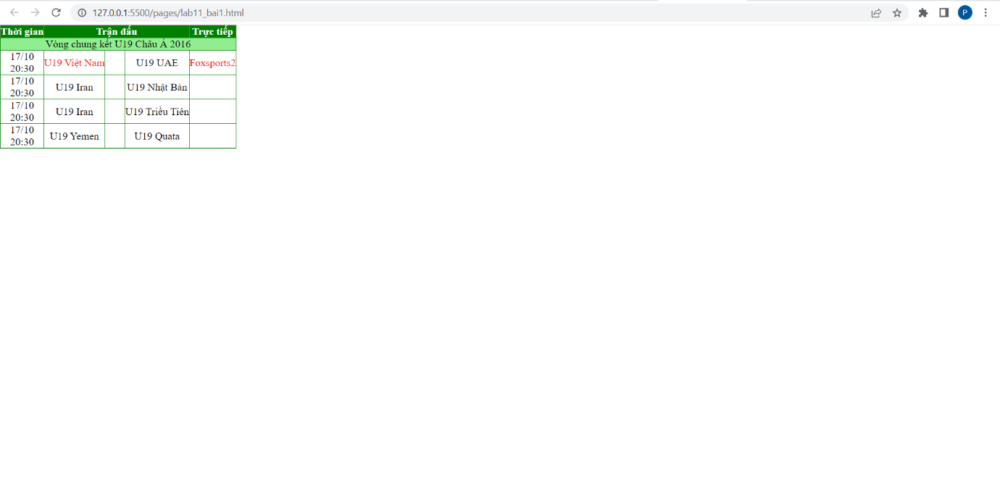 127.0.0.1:5500/pages/lab11_bai1.html
P
Thời gian Trận đấu Trực tiếp
Vòng chung kết U19 Châu Á 2016
17/10
20:30
U19 Việt Nam U19 UAE Foxsports2
17/10
20:30
U19 Iran U19 Nhật Bản
17/10
20:30
U19 Iran U19 Triều Tiên
17/10
20:30
U19 Yemen U19 Quata